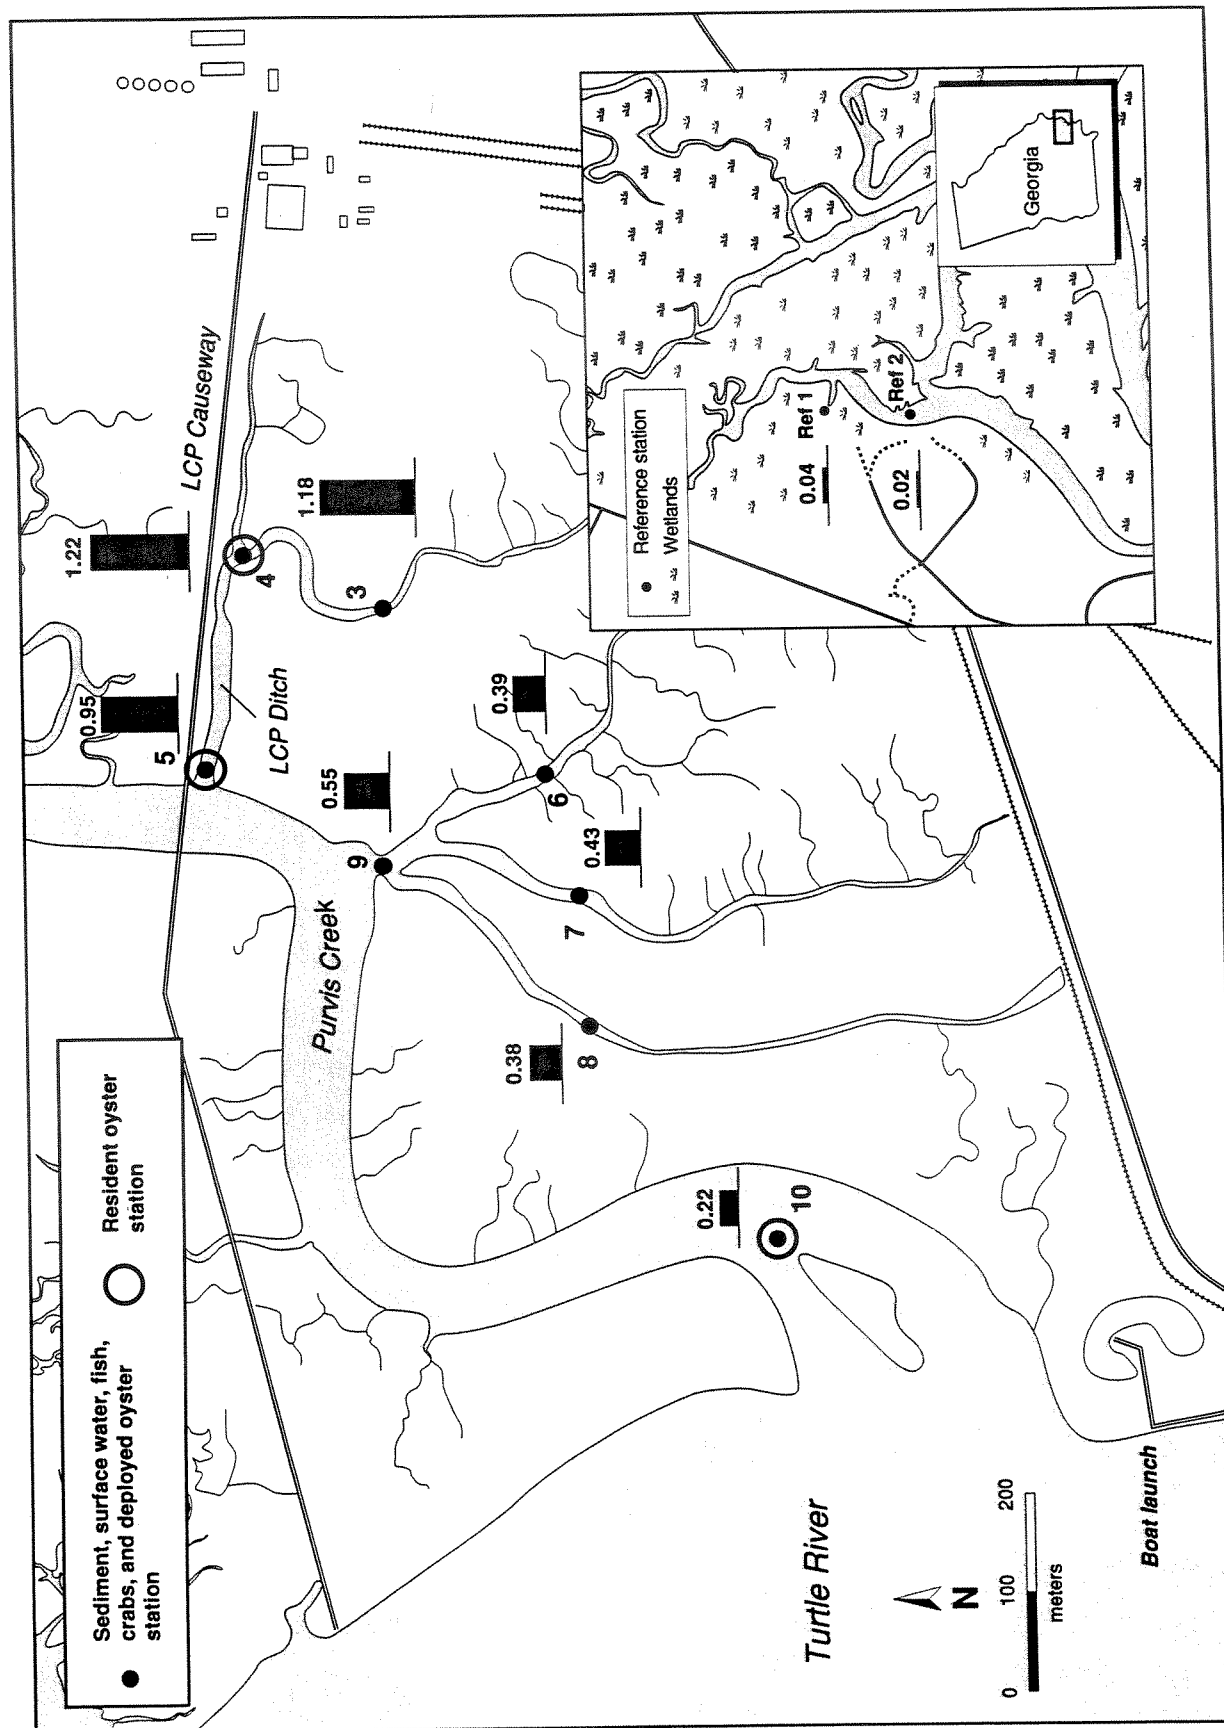 Sediment, surface water, fish,
crabs, and deployed oyster
station
Resident oyster
station
LCP Causeway
1.22
4
1.18
3
0.95
5
LCP Ditch
0.55
9
0.39
6
0.43
7
0.38
8
Purvis Creek
0.22
10
Turtle River
N
0
100
200
meters
Boat launch
Reference station
Wetlands
0.04
Ref 1
0.02
Ref 2
Georgia